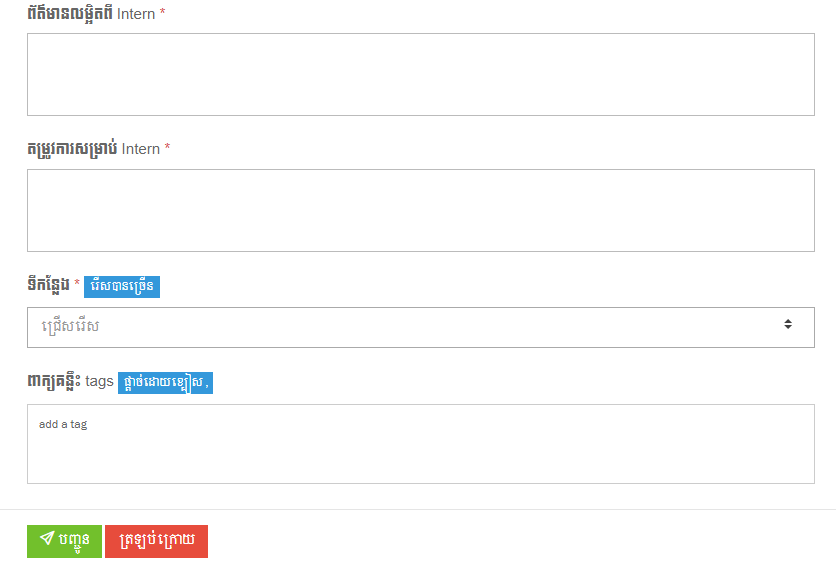 ព័ត៌មានលម្អិតពី Intern *
តម្រូវការសម្រាប់ Intern *
ទីកន្លែង * រើសបានច្រើន
ជ្រើសរើស
ពាក្យគន្លឹះ tags ផ្តាច់ដោយខ្បៀស ,
add a tag
បញ្ជូន ត្រឡប់ក្រោយ